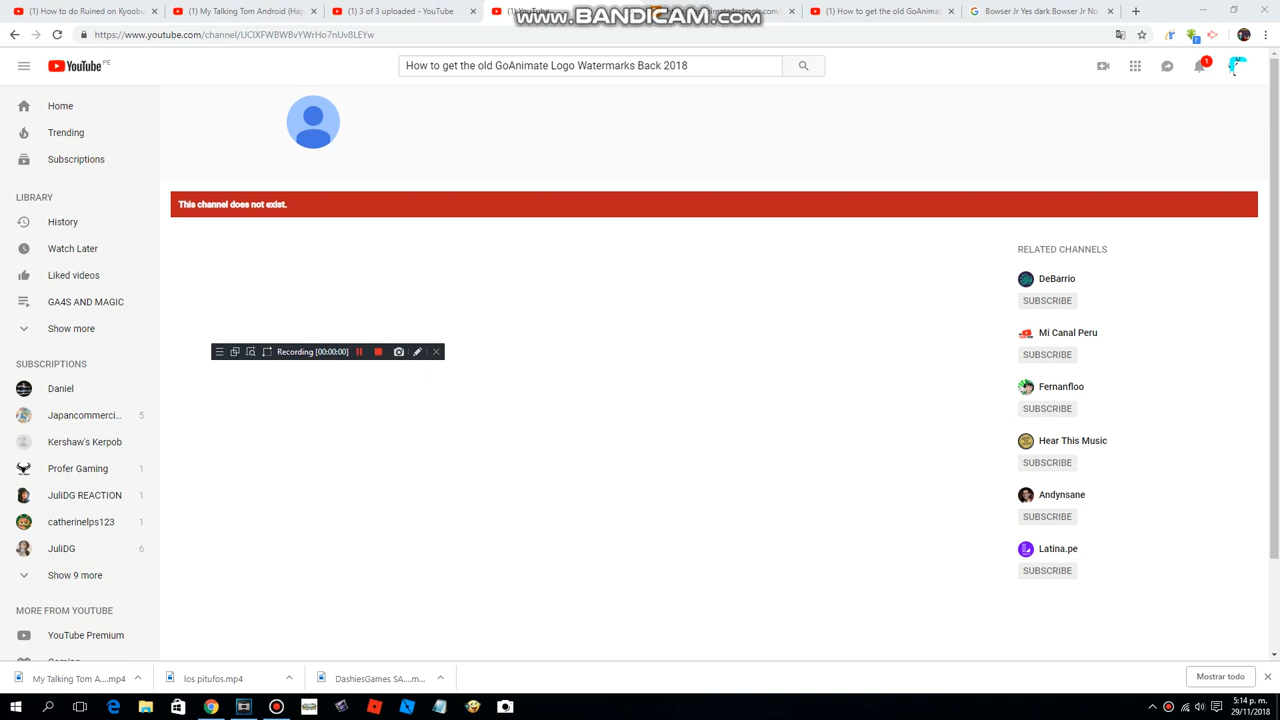 How to do Ruined on Kyoobu
My Talking Tom Android (Hap
(1) 3 of 3 uploaded - YouTube
www.BANDICAM.com
(1) How to get the old GoAnimat
Bowser Jr Yes dark Bowser Jr No
https://www.youtube.com/channel/UClXFWBWBvYWrHo7nUv8LEYw
YouTube PE
How to get the old GoAnimate Logo Watermarks Back 2018
1
Home
Trending
Subscriptions
This channel does not exist.
LIBRARY
History
Watch Later
Liked videos
GA4S AND MAGIC
Show more
Recording [00:00:00]
SUBSCRIPTIONS
Daniel
Japancommerci... 5
Kershaw's Kerpob
Profer Gaming 1
JuliDG REACTION 1
catherinelps123 1
JuliDG 6
Show 9 more
MORE FROM YOUTUBE
YouTube Premium
RELATED CHANNELS
DeBarrio
SUBSCRIBE
Mi Canal Peru
SUBSCRIBE
Fernanfloo
SUBSCRIBE
Hear This Music
SUBSCRIBE
Andynsane
SUBSCRIBE
Latina.pe
SUBSCRIBE
My Talking Tom A....mp4
los pitufos.mp4
DashiesGames SA....m...
Mostrar todo
5:14 p. m.
29/11/2018